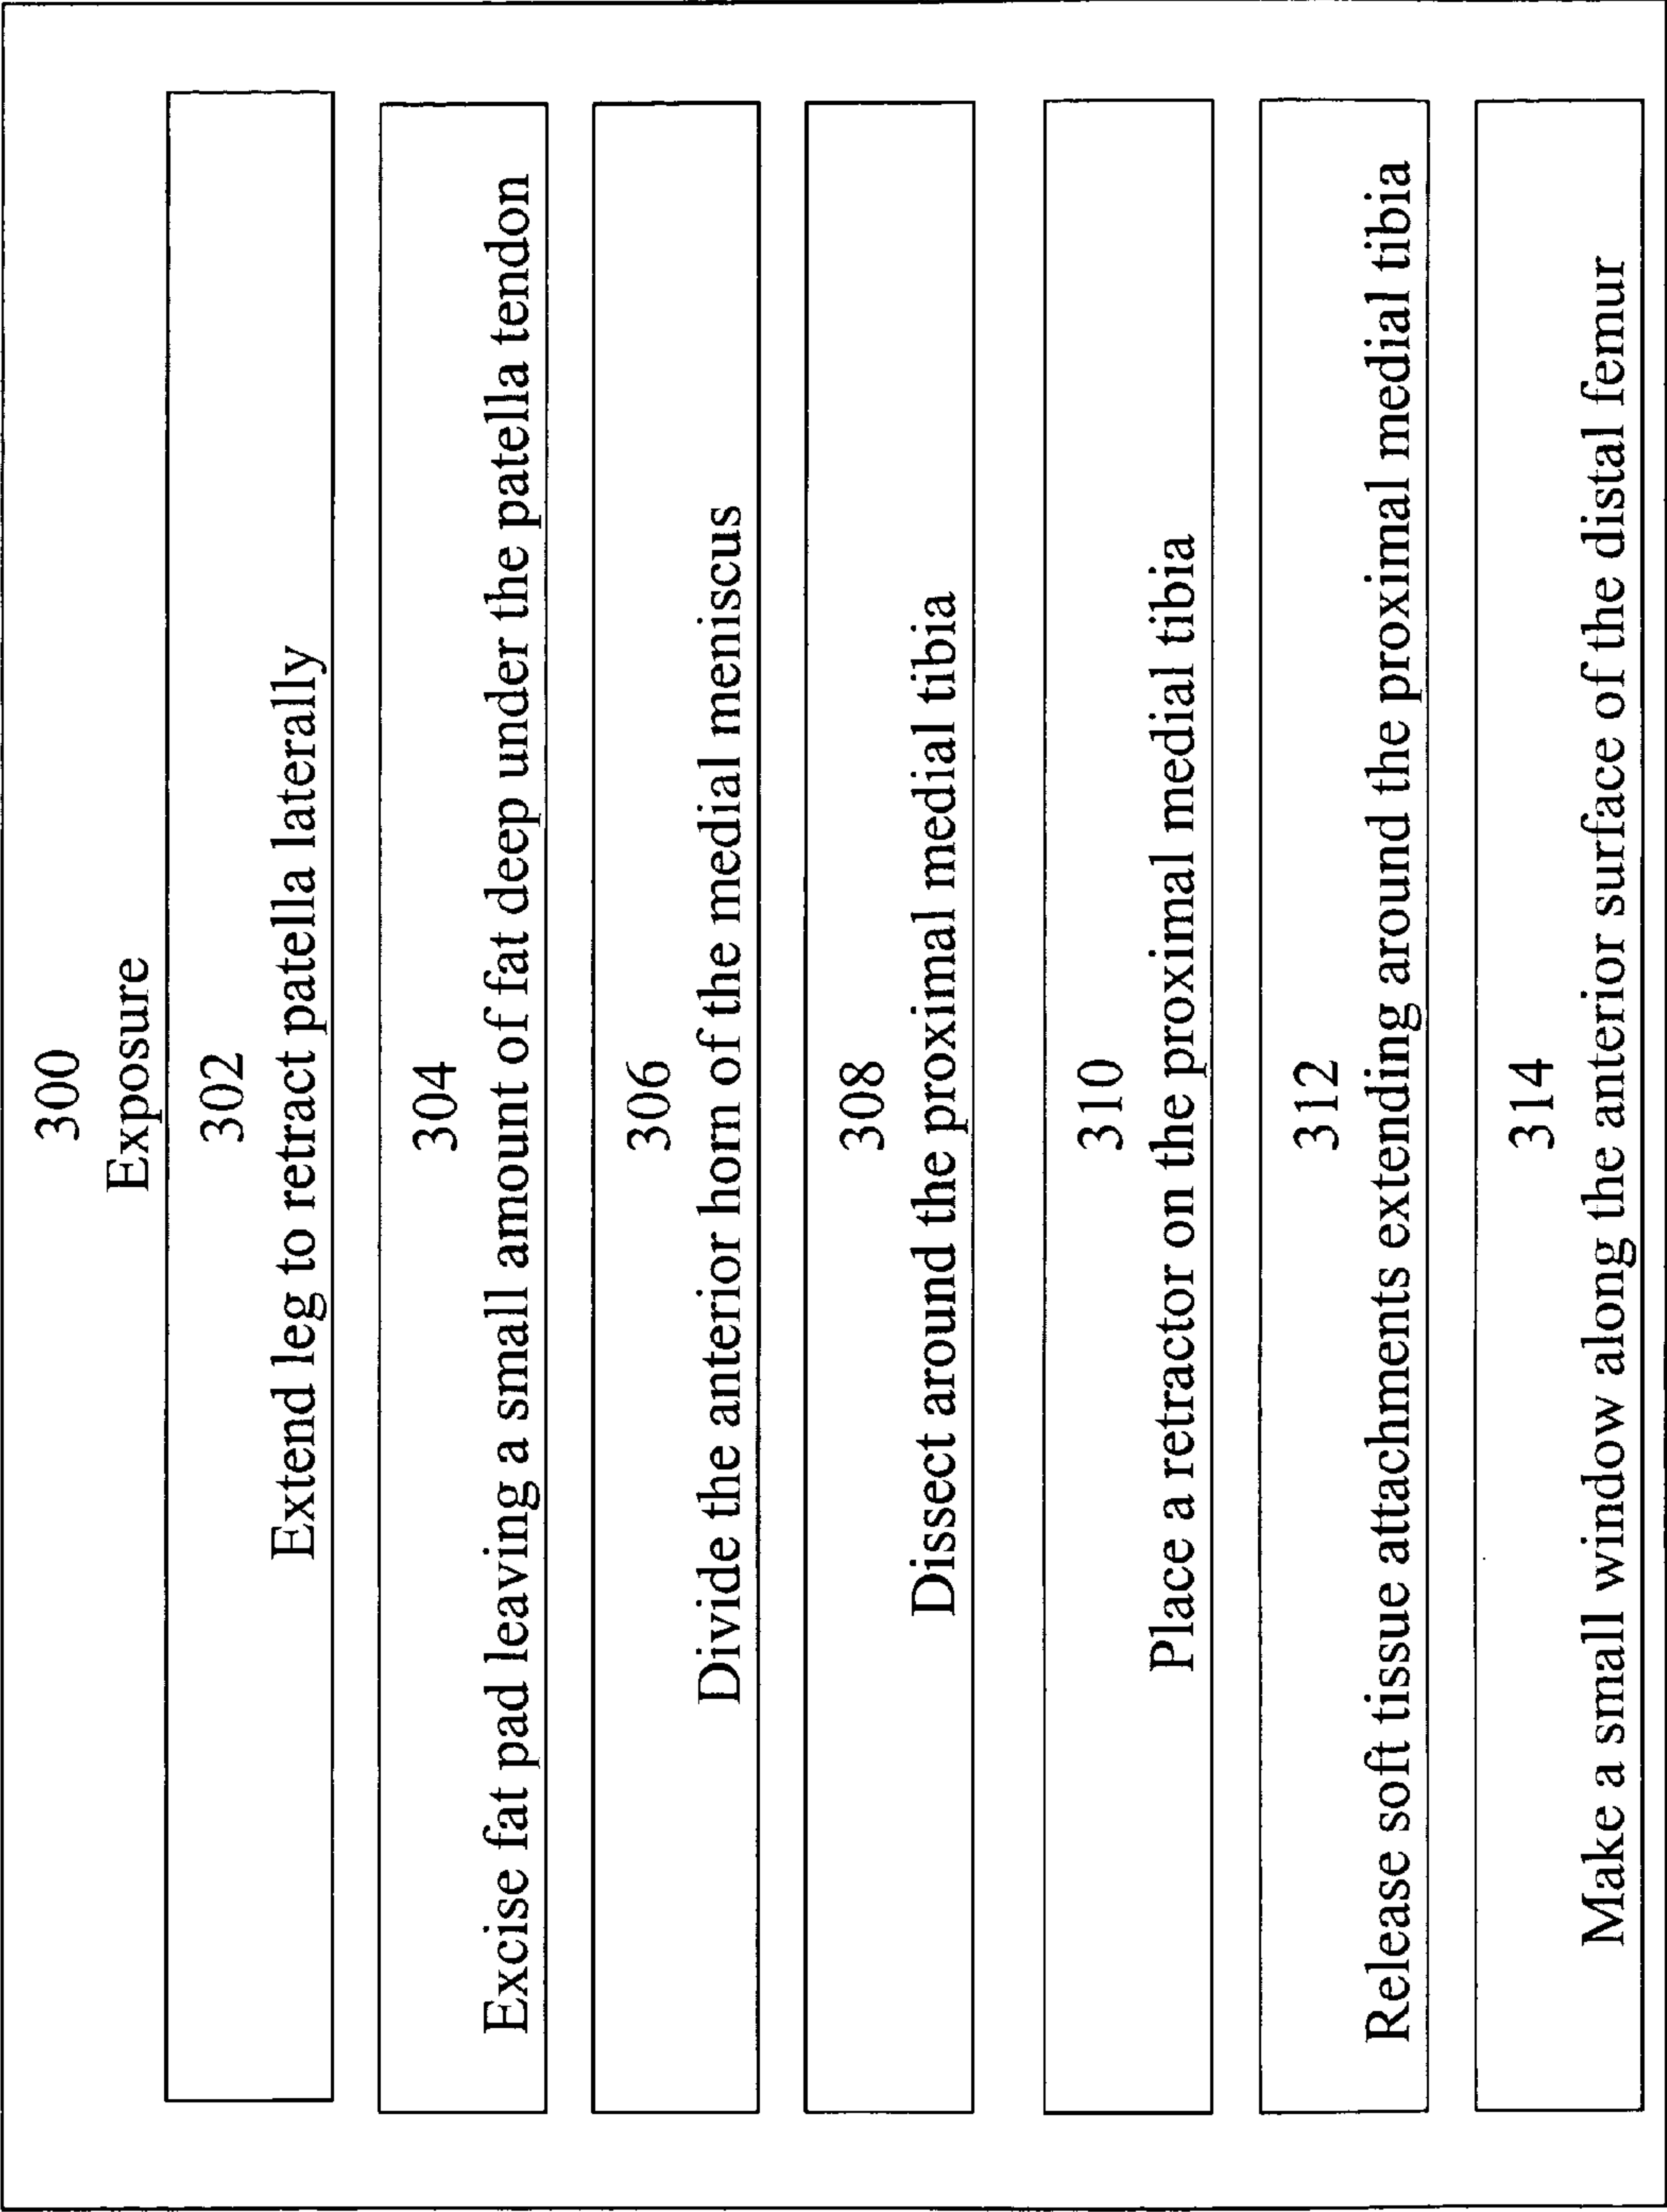 300
Exposure
302
Extend leg to retract patella laterally
304
Excise fat pad leaving a small amount of fat deep under the patella tendon
306
Divide the anterior horn of the medial meniscus
308
Dissect around the proximal medial tibia
310
Place a retractor on the proximal medial tibia
312
Release soft tissue attachments extending around the proximal medial tibia
314
Make a small window along the anterior surface of the distal femur